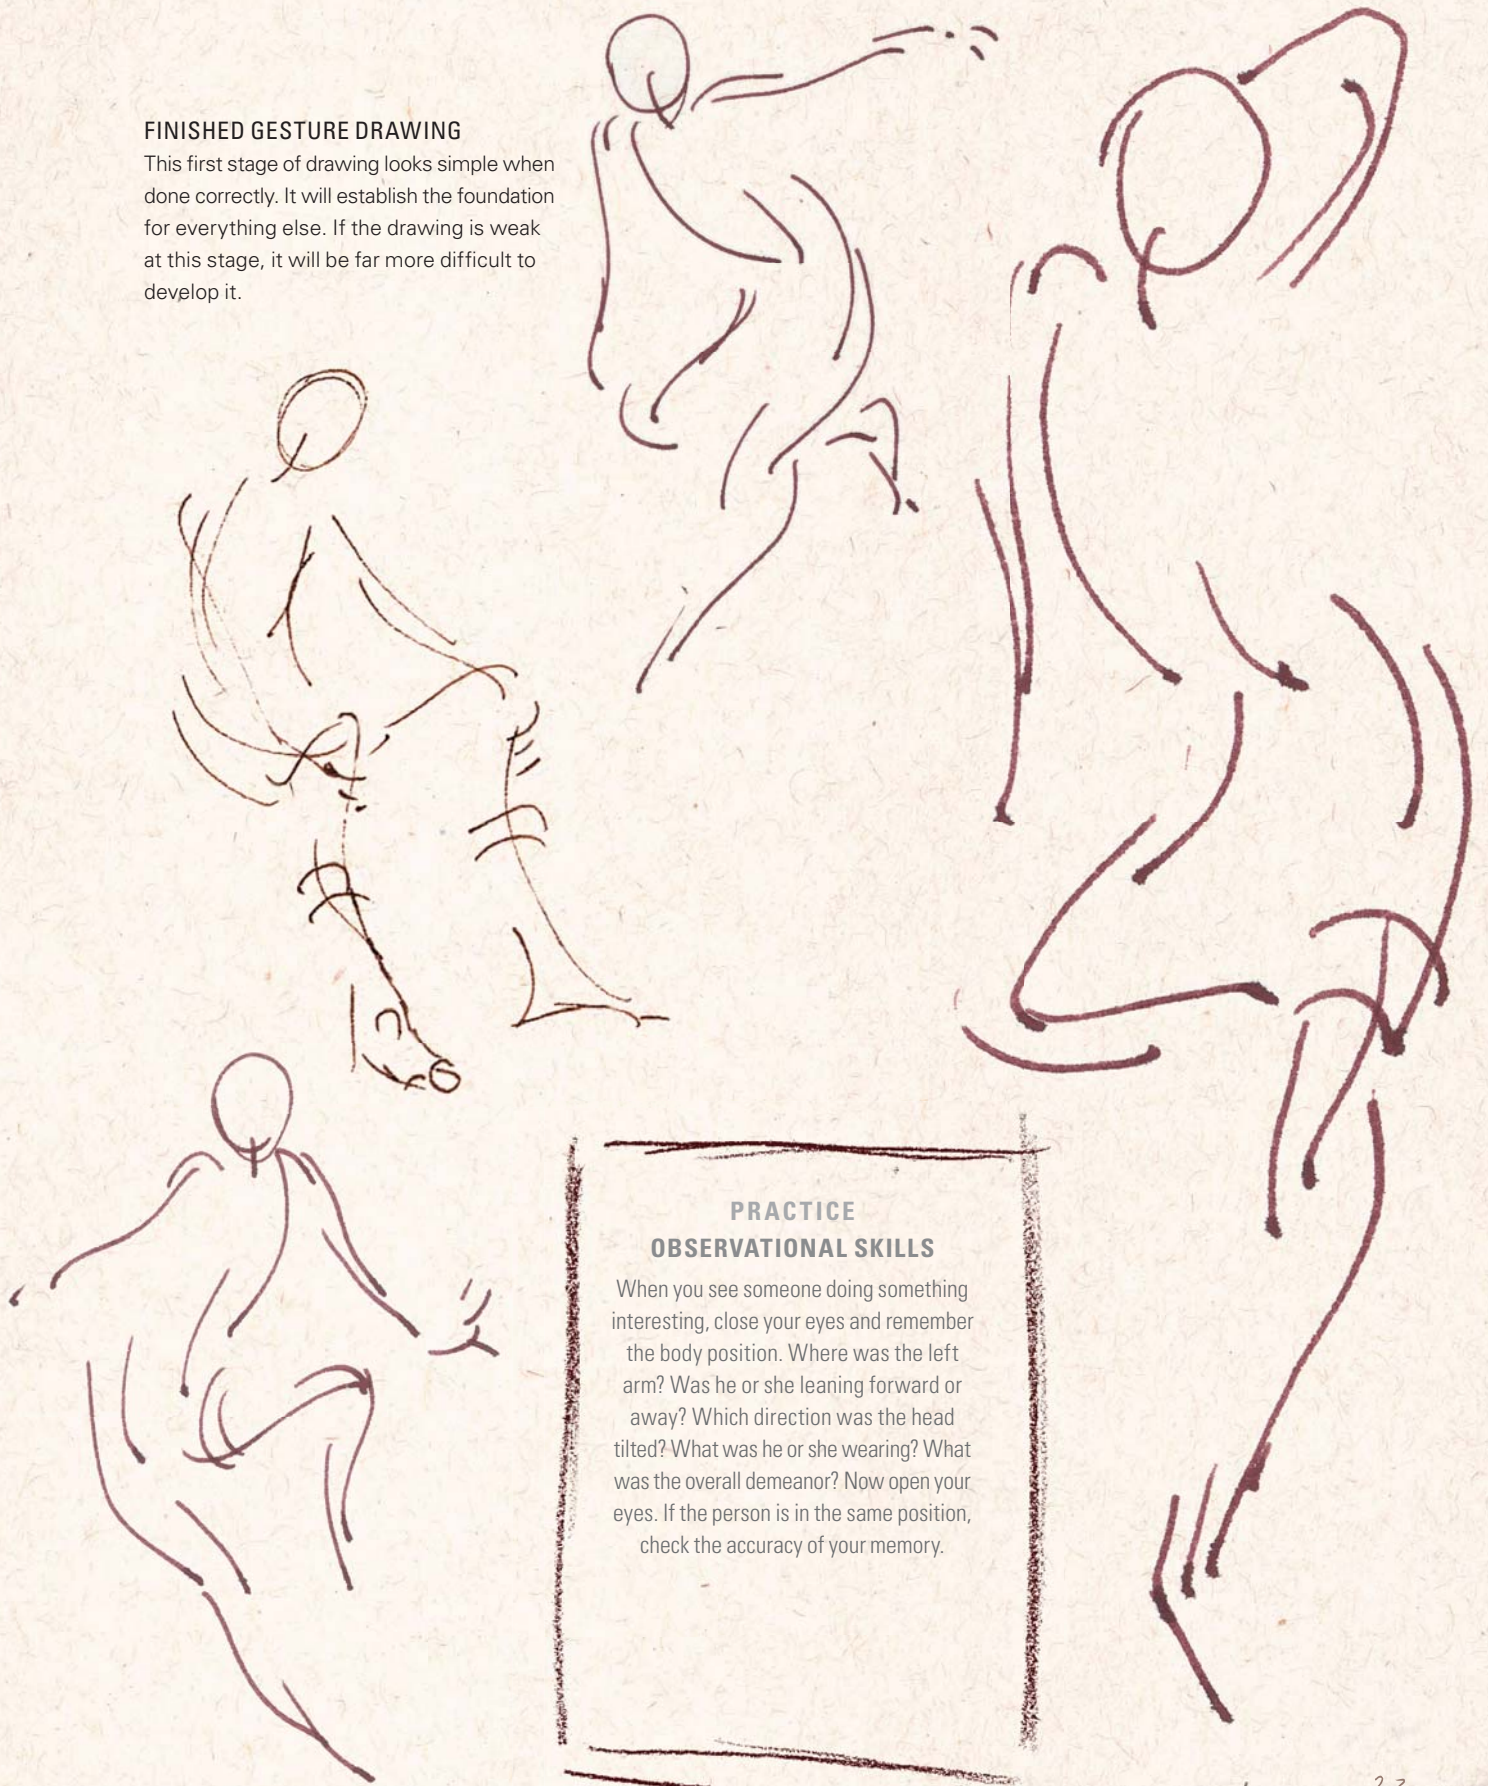 FINISHED GESTURE DRAWING
This first stage of drawing looks simple when
done correctly. It will establish the foundation
for everything else. If the drawing is weak
at this stage, it will be far more difficult to
develop it.
PRACTICE
OBSERVATIONAL SKILLS
When you see someone doing something
interesting, close your eyes and remember
the body position. Where was the left
arm? Was he or she leaning forward or
away? Which direction was the head
tilted? What was he or she wearing? What
was the overall demeanor? Now open your
eyes. If the person is in the same position,
check the accuracy of your memory.